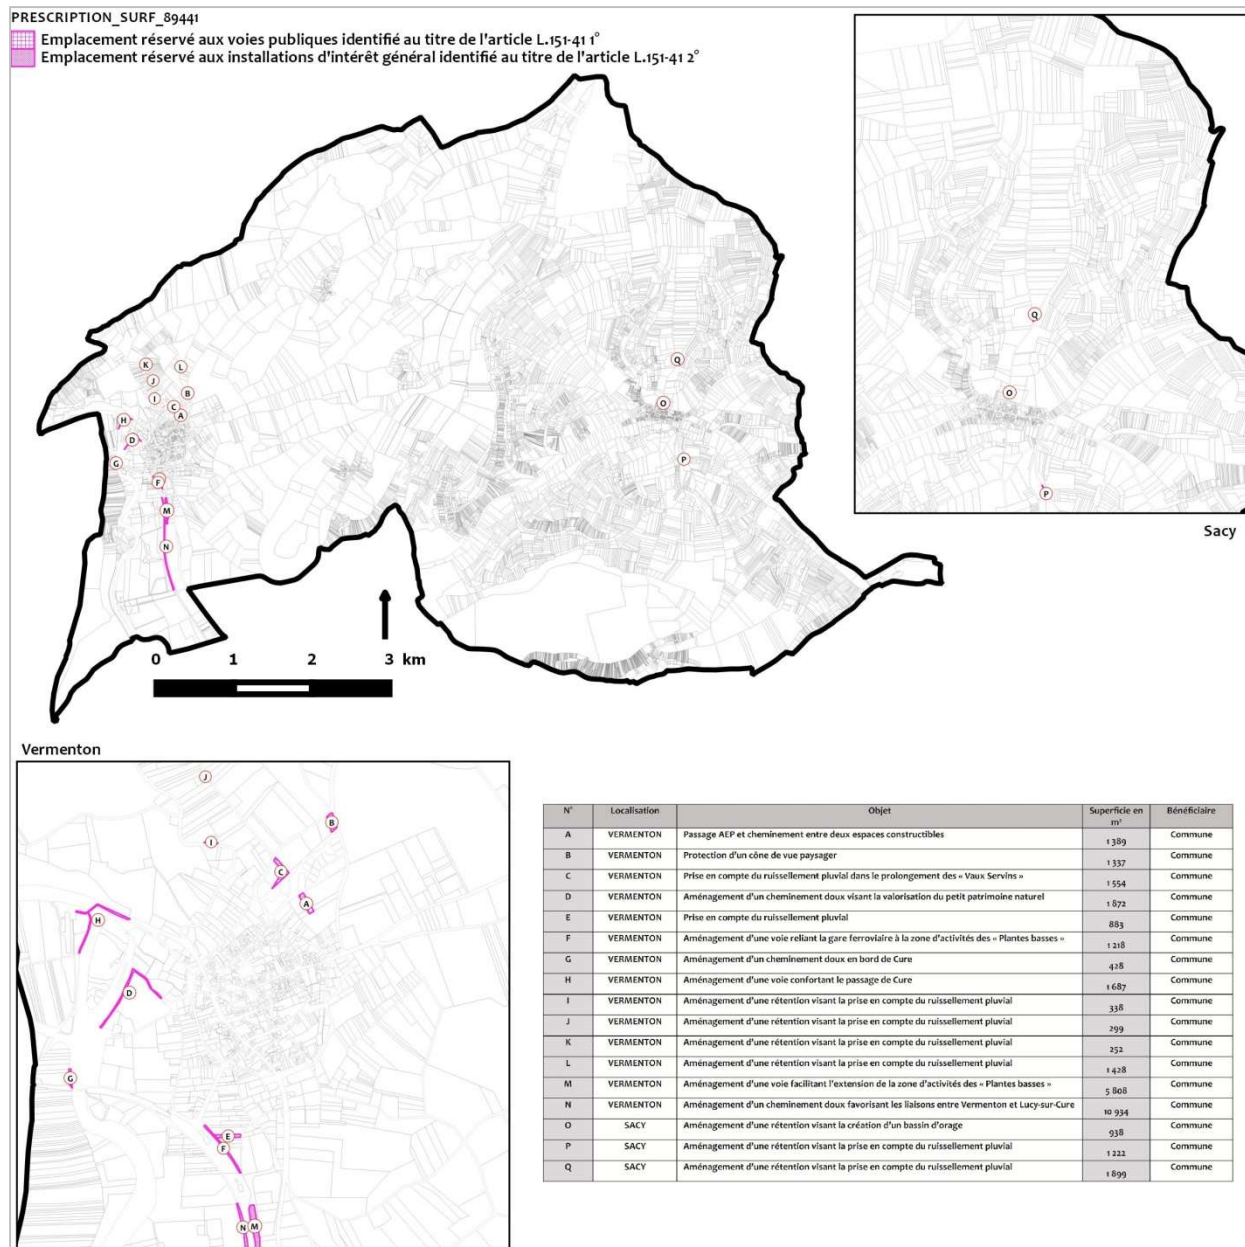 PRESCRIPTION_SURF_89441
Emplacement réservé aux voies publiques identifié au titre de l'article L.151-41 1°
Emplacement réservé aux installations d'intérêt général identifié au titre de l'article L.151-41 2°
K
L
J
B
I
C
A
H
D
G
F
M
N
Q
O
P
0 1 2 3 km
Q
O
P
Sacy
Vermenton
J
B
I
C
A
H
D
G
E
F
N M
N° Localisation Objet Superficie en m² Bénéficiaire
A VERMENTON Passage AEP et cheminement entre deux espaces constructibles 1 389 Commune
B VERMENTON Protection d'un cône de vue paysager 1 337 Commune
C VERMENTON Prise en compte du ruissellement pluvial dans le prolongement des « Vaux Servins » 1 554 Commune
D VERMENTON Aménagement d'un cheminement doux visant la valorisation du petit patrimoine naturel 1 872 Commune
E VERMENTON Prise en compte du ruissellement pluvial 883 Commune
F VERMENTON Aménagement d'une voie reliant la gare ferroviaire à la zone d'activités des « Plantes basses » 1 218 Commune
G VERMENTON Aménagement d'un cheminement doux en bord de Cure 428 Commune
H VERMENTON Aménagement d'une voie confortant le passage de Cure 1 687 Commune
I VERMENTON Aménagement d'une rétention visant la prise en compte du ruissellement pluvial 338 Commune
J VERMENTON Aménagement d'une rétention visant la prise en compte du ruissellement pluvial 299 Commune
K VERMENTON Aménagement d'une rétention visant la prise en compte du ruissellement pluvial 252 Commune
L VERMENTON Aménagement d'une rétention visant la prise en compte du ruissellement pluvial 1 428 Commune
M VERMENTON Aménagement d'une voie facilitant l'extension de la zone d'activités des « Plantes basses » 5 808 Commune
N VERMENTON Aménagement d'un cheminement doux favorisant les liaisons entre Vermenton et Lucy-sur-Cure 10 934 Commune
O SACY Aménagement d'une rétention visant la création d'un bassin d'orage 938 Commune
P SACY Aménagement d'une rétention visant la prise en compte du ruissellement pluvial 1 222 Commune
Q SACY Aménagement d'une rétention visant la prise en compte du ruissellement pluvial 1 899 Commune